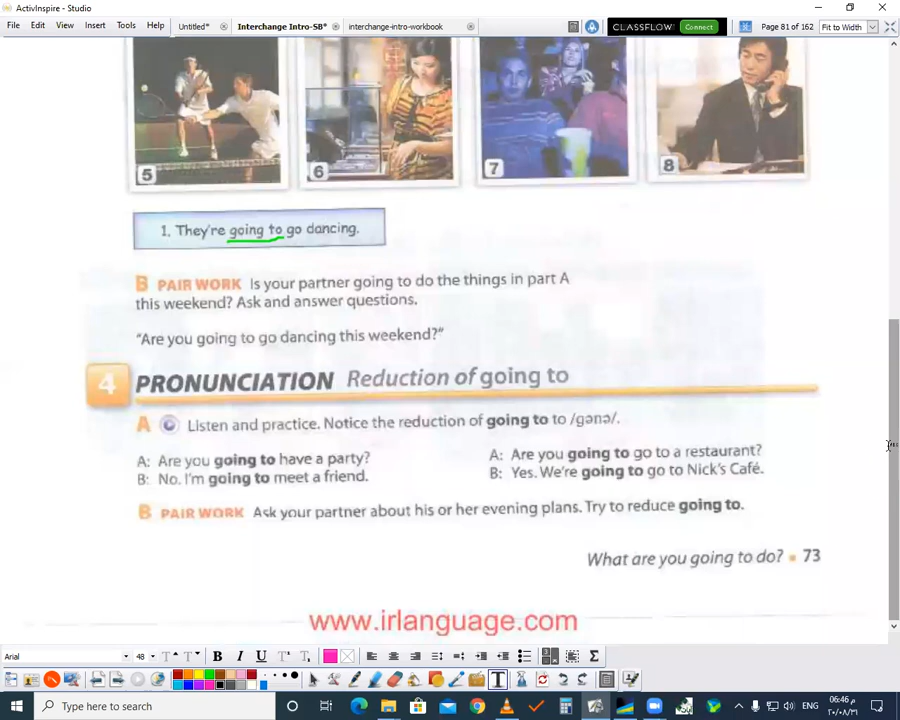 ActivInspire - Studio
File Edit View Insert Tools Help Untitled* Interchange Intro-SB* interchange-intro-workbook CLASSFLOW! Connect Page 81 of 162 Fit to Width
5
6
7
8
1. They're going to go dancing.
B PAIR WORK Is your partner going to do the things in part A
this weekend? Ask and answer questions.
"Are you going to go dancing this weekend?"
4 PRONUNCIATION Reduction of going to
A Listen and practice. Notice the reduction of going to to /gənə/.
A: Are you going to have a party?
B: No. I'm going to meet a friend.
A: Are you going to go to a restaurant?
B: Yes. We're going to go to Nick's Café.
B PAIR WORK Ask your partner about his or her evening plans. Try to reduce going to.
What are you going to do? ▪ 73
www.irlanguage.com
Arial 48 B I U
Type here to search
ENG
06:46 م
٢٠/٠٨/٣١